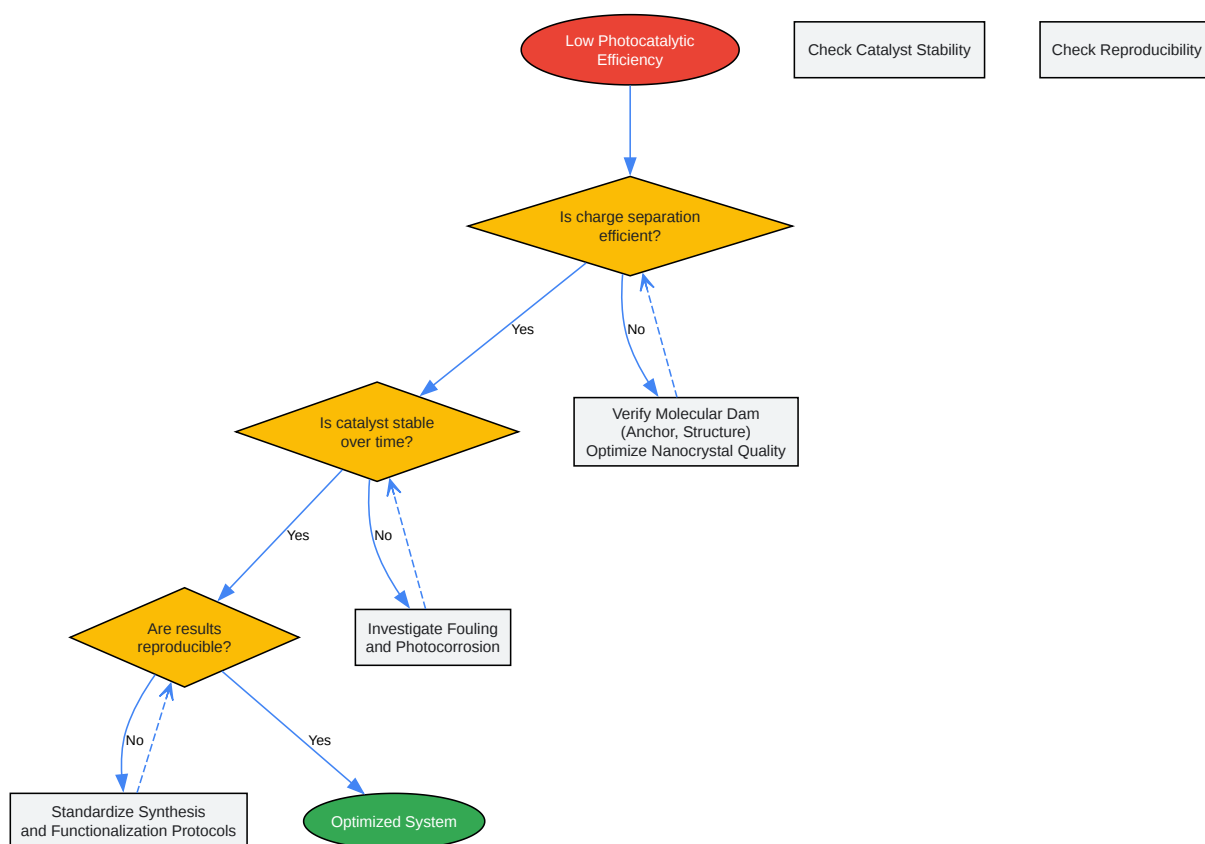 Low Photocatalytic
Efficiency
Check Catalyst Stability
Check Reproducibility
Is charge separation
efficient?
Yes
No
Is catalyst stable
over time?
Verify Molecular Dam
(Anchor, Structure)
Optimize Nanocrystal Quality
Yes
No
Are results
reproducible?
Investigate Fouling
and Photocorrosion
No
Yes
Standardize Synthesis
and Functionalization Protocols
Optimized System